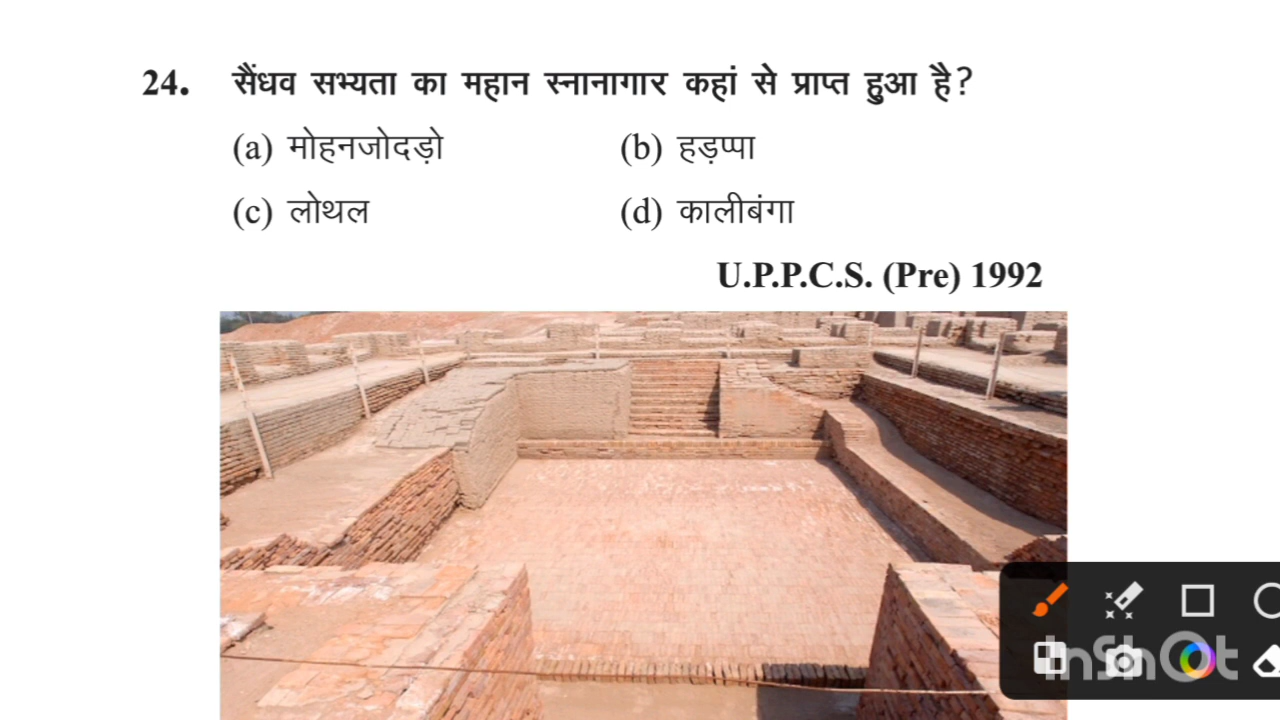 24. सैंधव सभ्यता का महान स्नानागार कहां से प्राप्त हुआ है?
(a) मोहनजोदड़ो (b) हड़प्पा
(c) लोथल (d) कालीबंगा
U.P.P.C.S. (Pre) 1992
InShOt